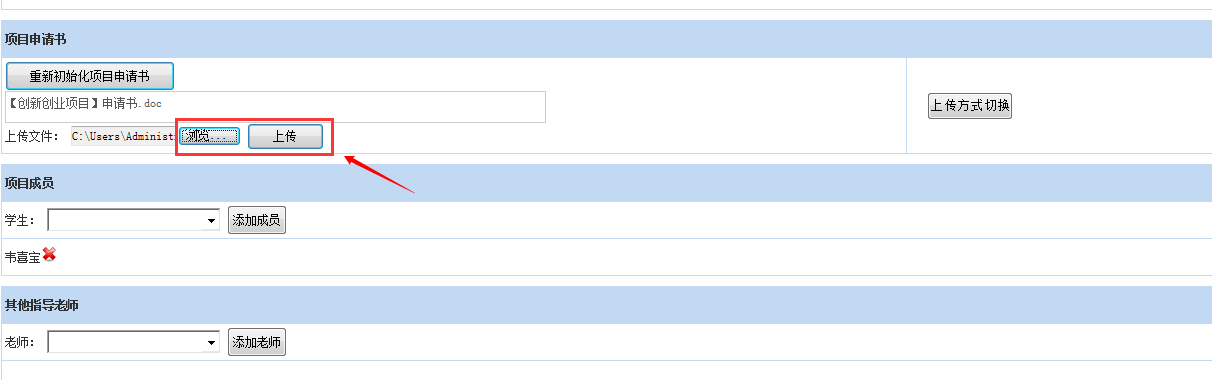 项目申请书
重新初始化项目申请书
【创新创业项目】申请书.doc
上传方式切换
上传文件： C:\Users\Administ 浏览... 上传
项目成员
学生： 添加成员
韦喜宝
其他指导老师
老师： 添加老师